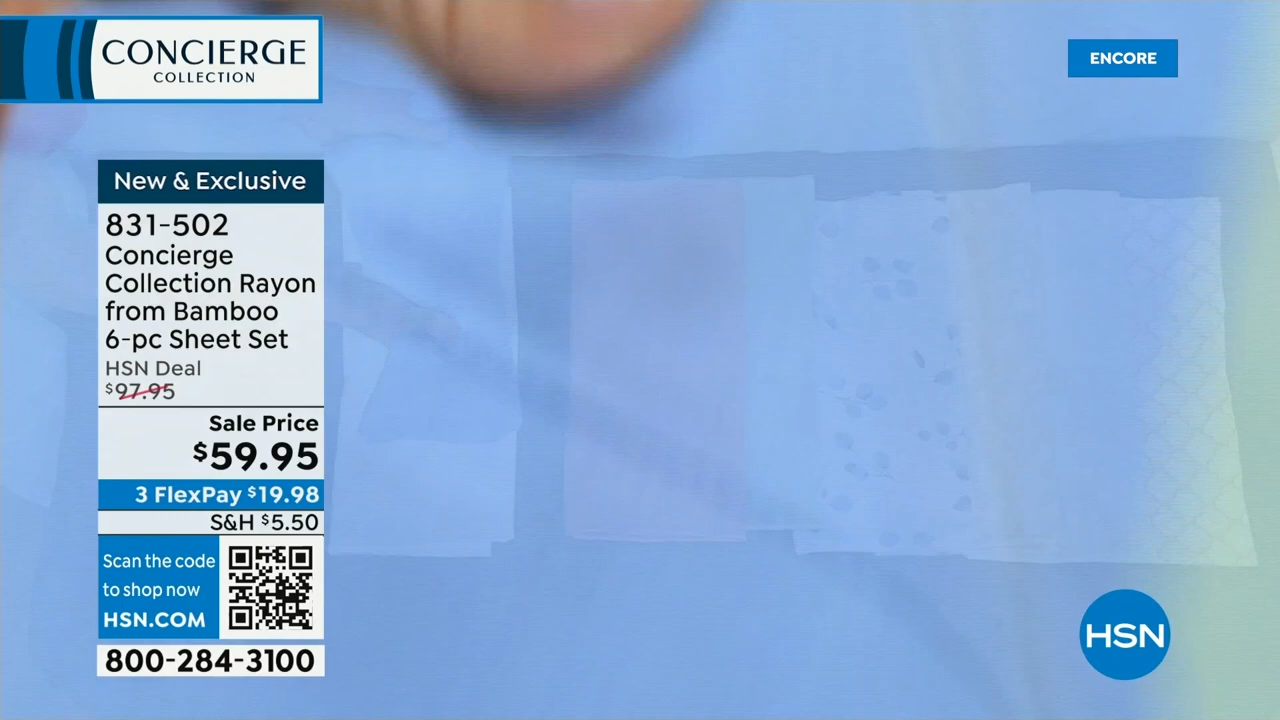 CONCIERGE
COLLECTION
ENCORE
New & Exclusive
831-502
Concierge
Collection Rayon
from Bamboo
6-pc Sheet Set
HSN Deal
$97.95
Sale Price
$59.95
3 FlexPay $19.98
S&H $5.50
Scan the code
to shop now
HSN.COM
800-284-3100
HSN